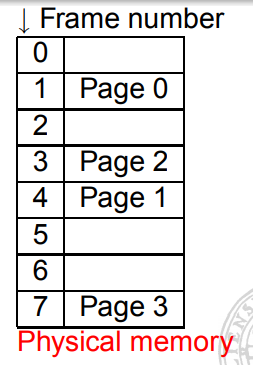 ↓ Frame number
0
1 Page 0
2
3 Page 2
4 Page 1
5
6
7 Page 3
Physical memory